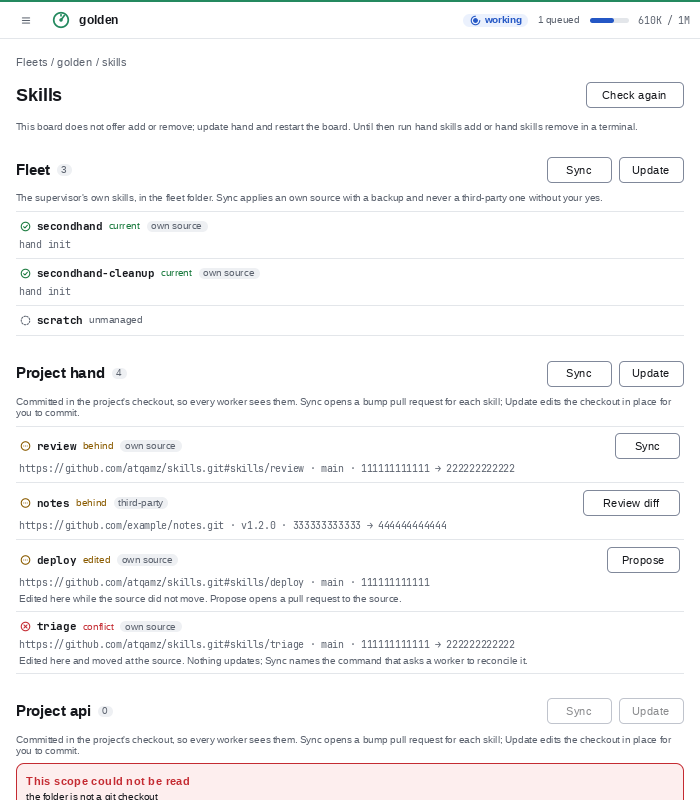 ≡ golden working 1 queued 610K / 1M
Fleets / golden / skills
Skills Check again
This board does not offer add or remove; update hand and restart the board. Until then run hand skills add or hand skills remove in a terminal.
Fleet 3 Sync Update
The supervisor's own skills, in the fleet folder. Sync applies an own source with a backup and never a third-party one without your yes.
secondhand current own source
hand init
secondhand-cleanup current own source
hand init
scratch unmanaged
Project hand 4 Sync Update
Committed in the project's checkout, so every worker sees them. Sync opens a bump pull request for each skill; Update edits the checkout in place for
you to commit.
review behind own source Sync
https://github.com/atqamz/skills.git#skills/review · main · 111111111111 → 222222222222
notes behind third-party Review diff
https://github.com/example/notes.git · v1.2.0 · 333333333333 → 444444444444
deploy edited own source Propose
https://github.com/atqamz/skills.git#skills/deploy · main · 111111111111
Edited here while the source did not move. Propose opens a pull request to the source.
triage conflict own source
https://github.com/atqamz/skills.git#skills/triage · main · 111111111111 → 222222222222
Edited here and moved at the source. Nothing updates; Sync names the command that asks a worker to reconcile it.
Project api 0 Sync Update
Committed in the project's checkout, so every worker sees them. Sync opens a bump pull request for each skill; Update edits the checkout in place for
you to commit.
This scope could not be read
the folder is not a git checkout